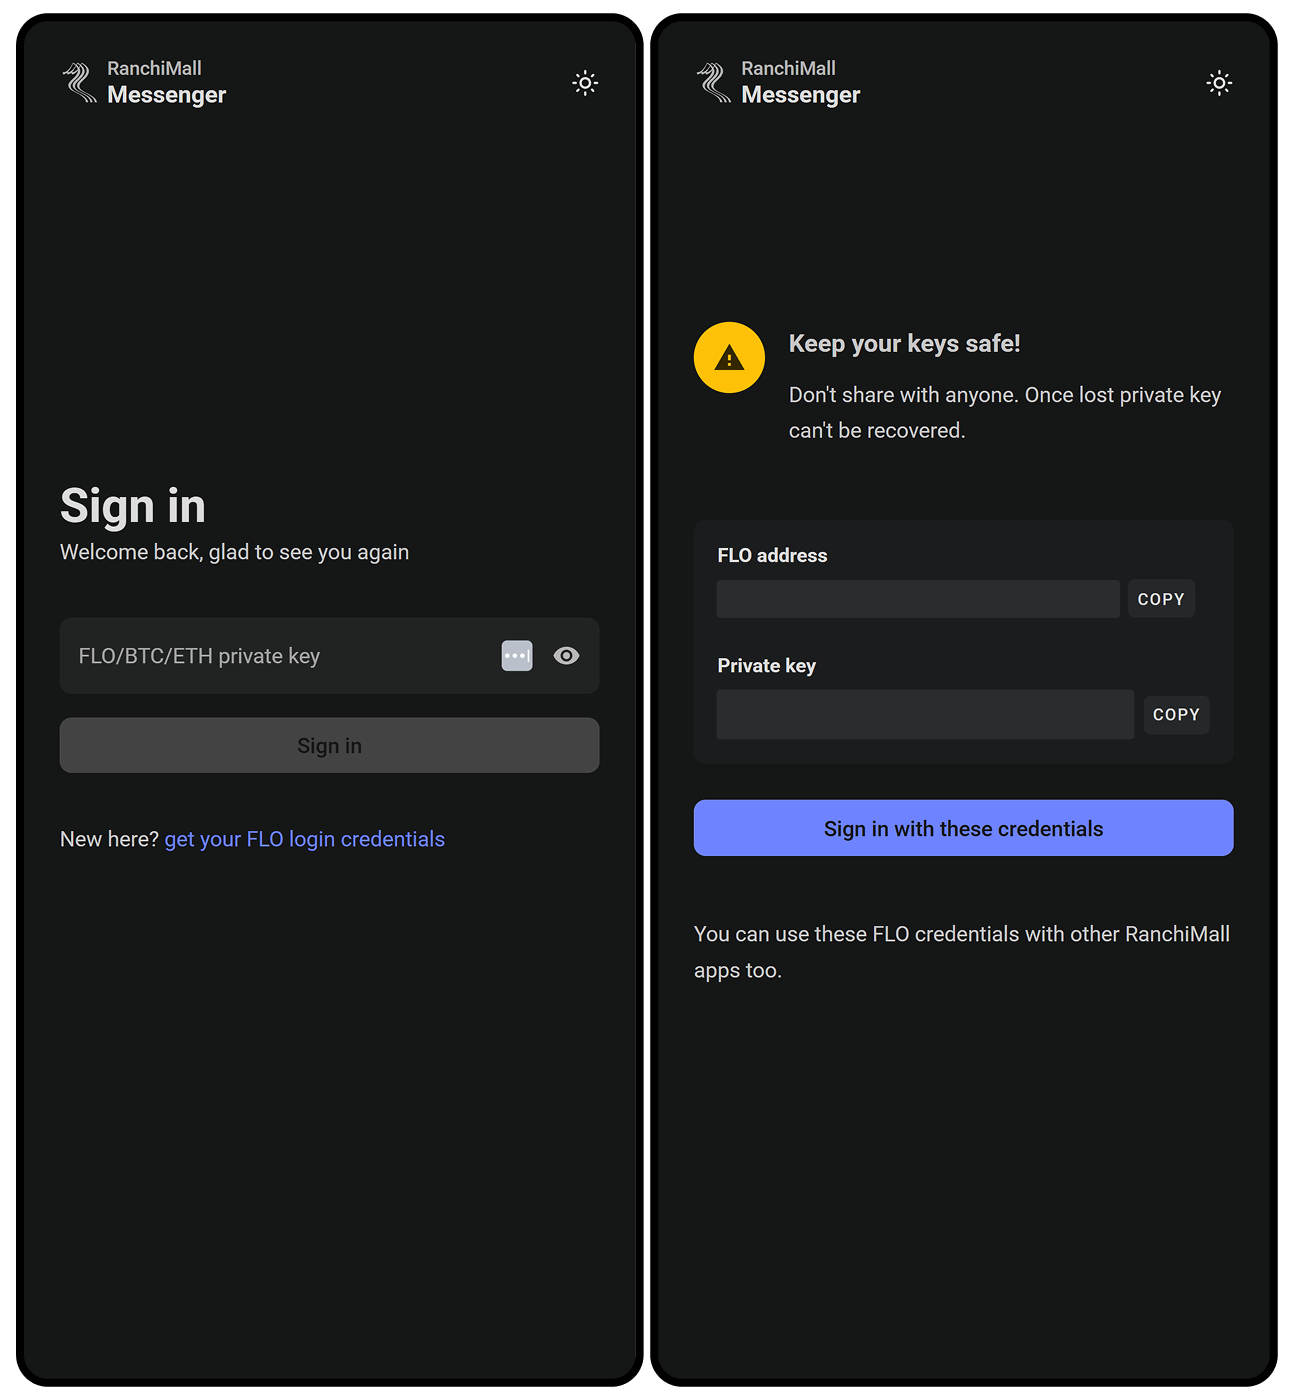 RanchiMall
Messenger
Sign in
Welcome back, glad to see you again
FLO/BTC/ETH private key
Sign in
New here? get your FLO login credentials
RanchiMall
Messenger
Keep your keys safe!
Don't share with anyone. Once lost private key
can't be recovered.
FLO address
COPY
Private key
COPY
Sign in with these credentials
You can use these FLO credentials with other RanchiMall
apps too.